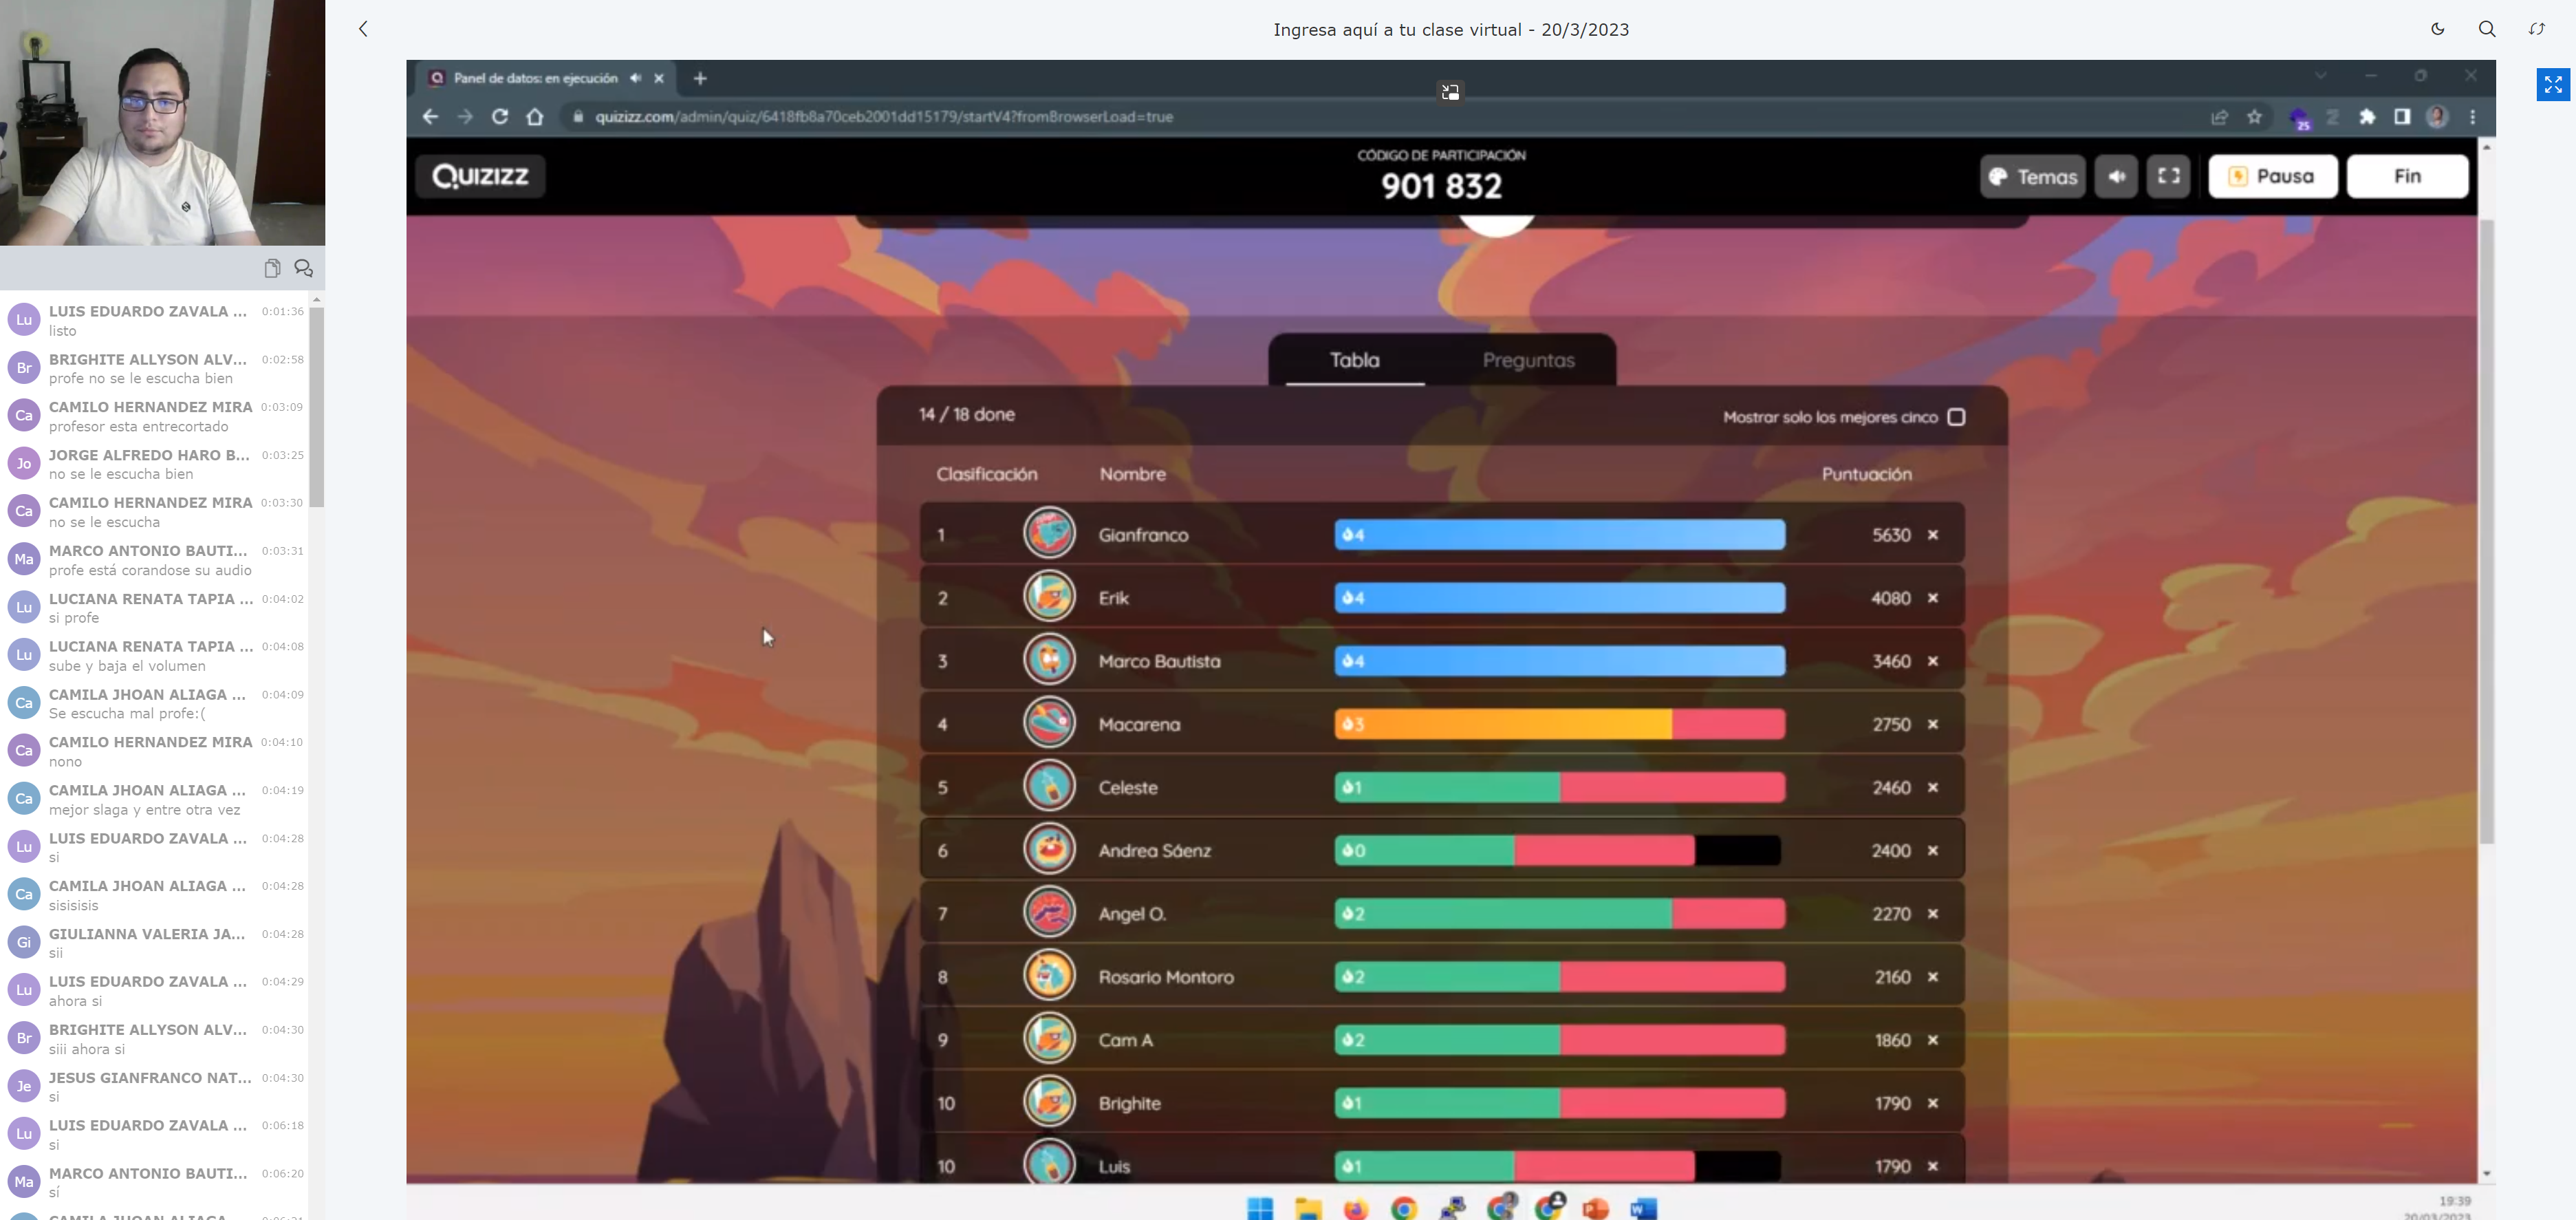 Ingresa aquí a tu clase virtual - 20/3/2023
LUIS EDUARDO ZAVALA ... 0:01:36
Lu
listo
BRIGHITE ALLYSON ALV... 0:02:58
Br
profe no se le escucha bien
CAMILO HERNANDEZ MIRA 0:03:09
Ca
profesor esta entrecortado
JORGE ALFREDO HARO B... 0:03:25
Jo
no se le escucha bien
CAMILO HERNANDEZ MIRA 0:03:30
Ca
no se le escucha
MARCO ANTONIO BAUTI... 0:03:31
Ma
profe está corandose su audio
LUCIANA RENATA TAPIA ... 0:04:02
Lu
si profe
LUCIANA RENATA TAPIA ... 0:04:08
Lu
sube y baja el volumen
CAMILA JHOAN ALIAGA ... 0:04:09
Ca
Se escucha mal profe:(
CAMILO HERNANDEZ MIRA 0:04:10
Ca
nono
CAMILA JHOAN ALIAGA ... 0:04:19
Ca
mejor slaga y entre otra vez
LUIS EDUARDO ZAVALA ... 0:04:28
Lu
si
CAMILA JHOAN ALIAGA ... 0:04:28
Ca
sisisisis
GIULIANNA VALERIA JA... 0:04:28
Gi
sii
LUIS EDUARDO ZAVALA ... 0:04:29
Lu
ahora si
BRIGHITE ALLYSON ALV... 0:04:30
Br
siii ahora si
JESUS GIANFRANCO NAT... 0:04:30
Je
si
LUIS EDUARDO ZAVALA ... 0:06:18
Lu
si
MARCO ANTONIO BAUTI... 0:06:20
Ma
sí
Panel de datos: en ejecución
quizizz.com/admin/quiz/6418fb8a70ceb2001dd15179/startV4?fromBrowserLoad=true
25
QUIZIZZ
CÓDIGO DE PARTICIPACIÓN
901 832
Temas
Pausa
Fin
Tabla Preguntas
14 / 18 done
Mostrar solo los mejores cinco
Clasificación Nombre Puntuación
1 Gianfranco 4 5630
2 Erik 4 4080
3 Marco Bautista 4 3460
4 Macarena 3 2750
5 Celeste 1 2460
6 Andrea Sáenz 0 2400
7 Angel O. 2 2270
8 Rosario Montoro 2 2160
9 Cam A 2 1860
10 Brighite 1 1790
10 Luis 1 1790
19:39